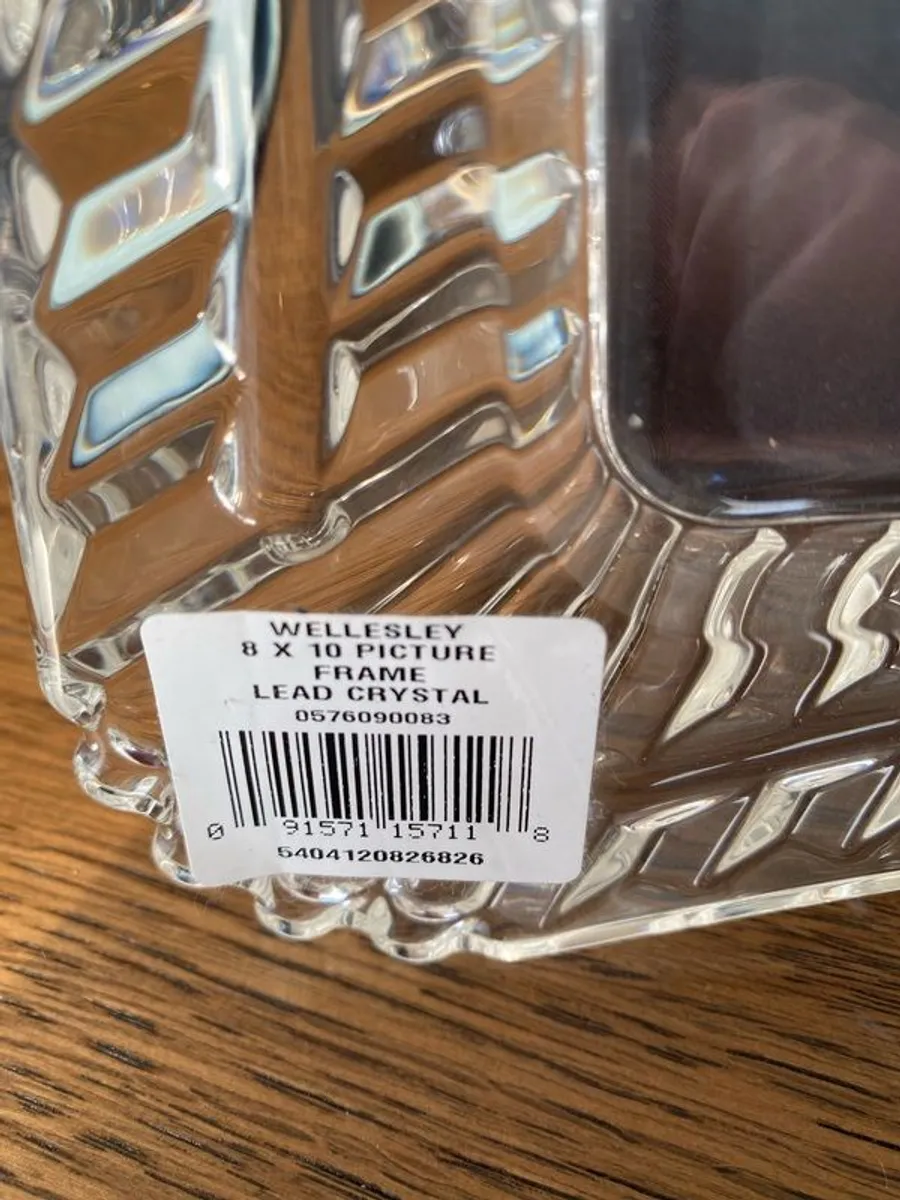 WELLESLEY
8 X 10 PICTURE
FRAME
LEAD CRYSTAL
0576090083
0 91571 15711 8
5404120826826